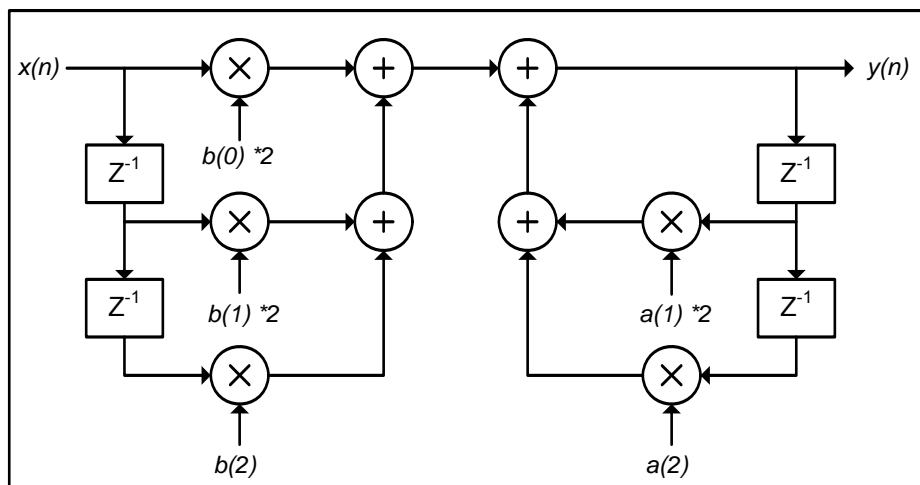 x(n)
y(n)
b(0) *2
Z-1
Z-1
b(1) *2
a(1) *2
Z-1
Z-1
b(2)
a(2)